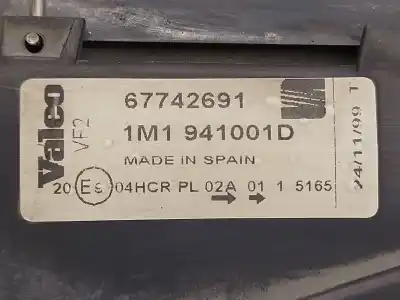 Valeo
VF2
67742691
1M1 941001D
MADE IN SPAIN
20 E9 04HCR PL 02A 01 1 5165
24/11/99 T